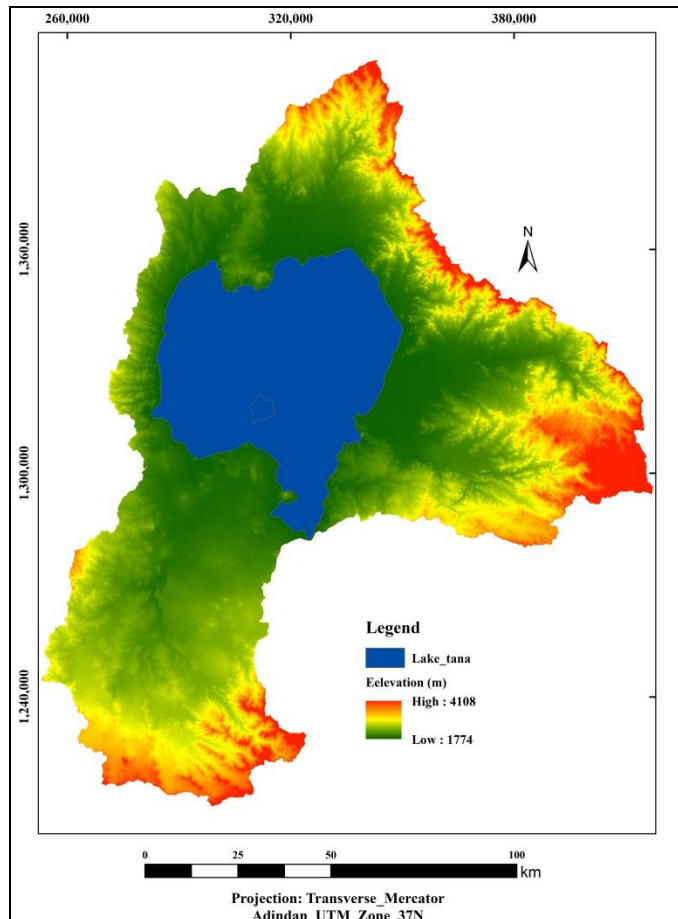 260,000 320,000 380,000
1,360,000
N
1,300,000
1,240,000
Legend
Lake_tana
Eelevation (m)
High : 4108
Low : 1774
0 25 50 100
km
Projection: Transverse_Mercator
Adindan_UTM_Zone_37N